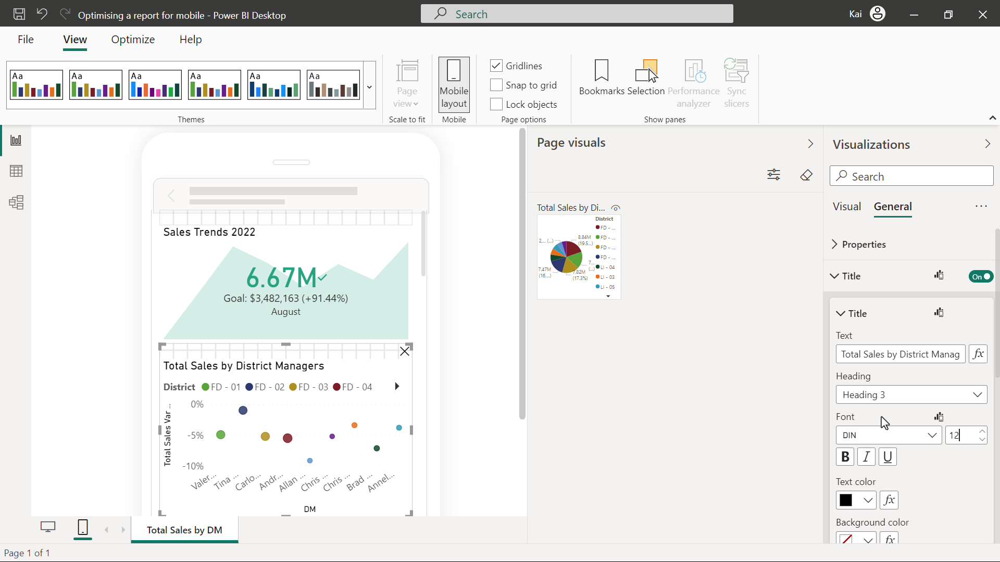 Optimising a report for mobile - Power BI Desktop
Search
Kai
File
View
Optimize
Help
Aa
Aa
Aa
Aa
Aa
Aa
Themes
Page
view
Scale to fit
Mobile
layout
Mobile
Gridlines
Snap to grid
Lock objects
Page options
Bookmarks
Selection
Performance
analyzer
Sync
slicers
Show panes
Sales Trends 2022
6.67M
Goal: $3,482,163 (+91.44%)
August
Total Sales by District Managers
District FD - 01 FD - 02 FD - 03 FD - 04
Total Sales Var ...
0%
-5%
-10%
Valer...
Tina ...
Carlo...
Andr...
Allan ...
Chris ...
Chris ...
Brad ...
Annel...
DM
Total Sales by DM
Page 1 of 1
Page visuals
Total Sales by Di...
District
FD - ...
FD - ...
FD - ...
FD - ...
LI - 04
LI - 03
LI - 05
2.... (...)
8.84M
(19.5...)
7...
(...)
7.82M
(17.3%)
7.47M
(16....)
Visualizations
Search
Visual
General
...
Properties
Title
On
Title
Text
Total Sales by District Manag
fx
Heading
Heading 3
Font
DIN
12
B
I
U
Text color
fx
Background color
fx